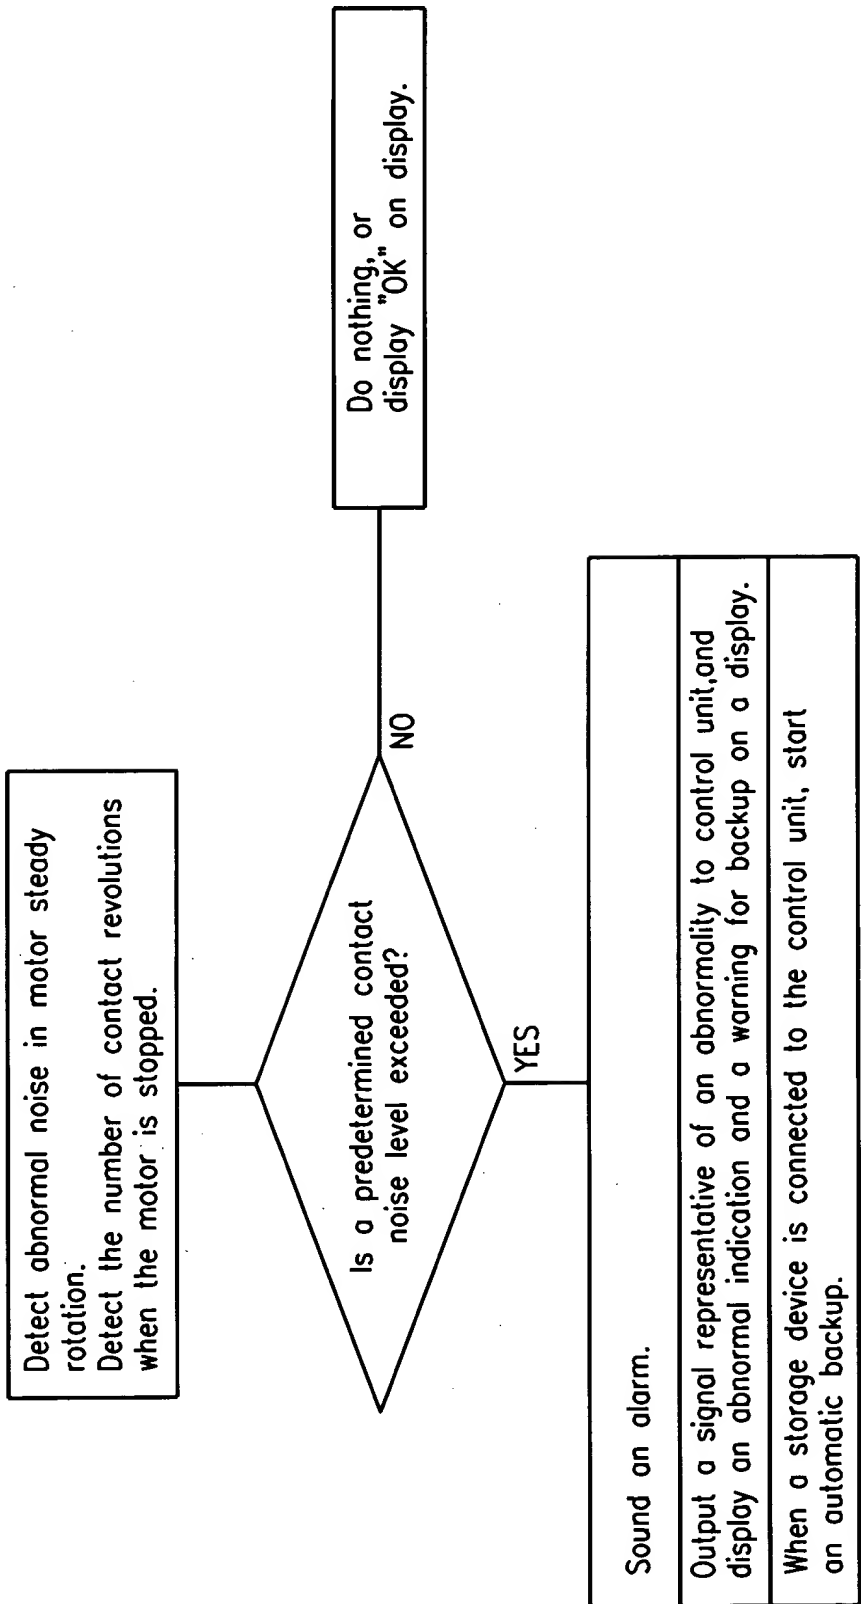 Detect abnormal noise in motor steady
rotation.
Detect the number of contact revolutions
when the motor is stopped.
Is a predetermined contact
noise level exceeded?
NO
Do nothing, or
display "OK" on display.
YES
Sound an alarm.
Output a signal representative of an abnormality to control unit,and
display an abnormal indication and a warning for backup on a display.
When a storage device is connected to the control unit, start
an automatic backup.